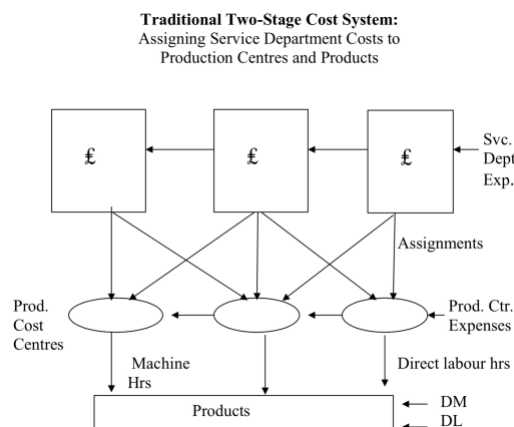 Traditional Two-Stage Cost System:
Assigning Service Department Costs to
Production Centres and Products
£
£
£
Svc.
Dept
Exp.
Assignments
Prod.
Cost
Centres
Prod. Ctr.
Expenses
Machine
Hrs
Direct labour hrs
Products
DM
DL